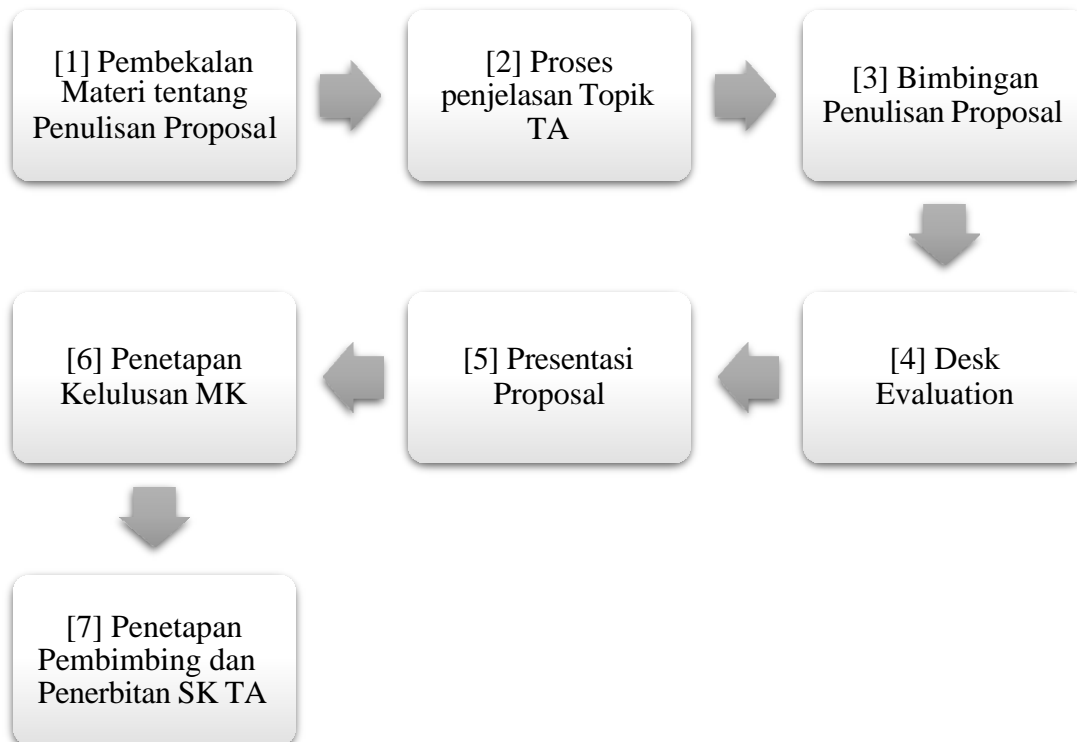 [1] Pembekalan
Materi tentang
Penulisan Proposal
[2] Proses
penjelasan Topik
TA
[3] Bimbingan
Penulisan Proposal
[4] Desk
Evaluation
[5] Presentasi
Proposal
[6] Penetapan
Kelulusan MK
[7] Penetapan
Pembimbing dan
Penerbitan SK TA